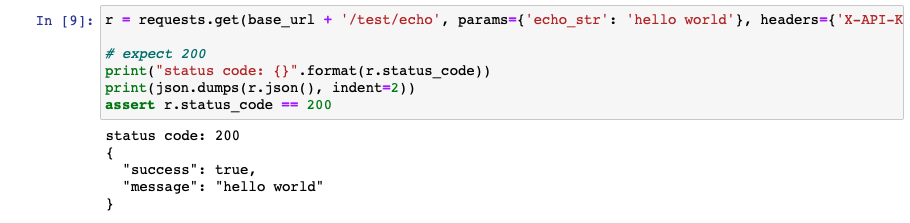 In [9]: r = requests.get(base_url + '/test/echo', params={'echo_str': 'hello world'}, headers={'X-API-K
# expect 200
print("status code: {}".format(r.status_code))
print(json.dumps(r.json(), indent=2))
assert r.status_code == 200
status code: 200
{
  "success": true,
  "message": "hello world"
}